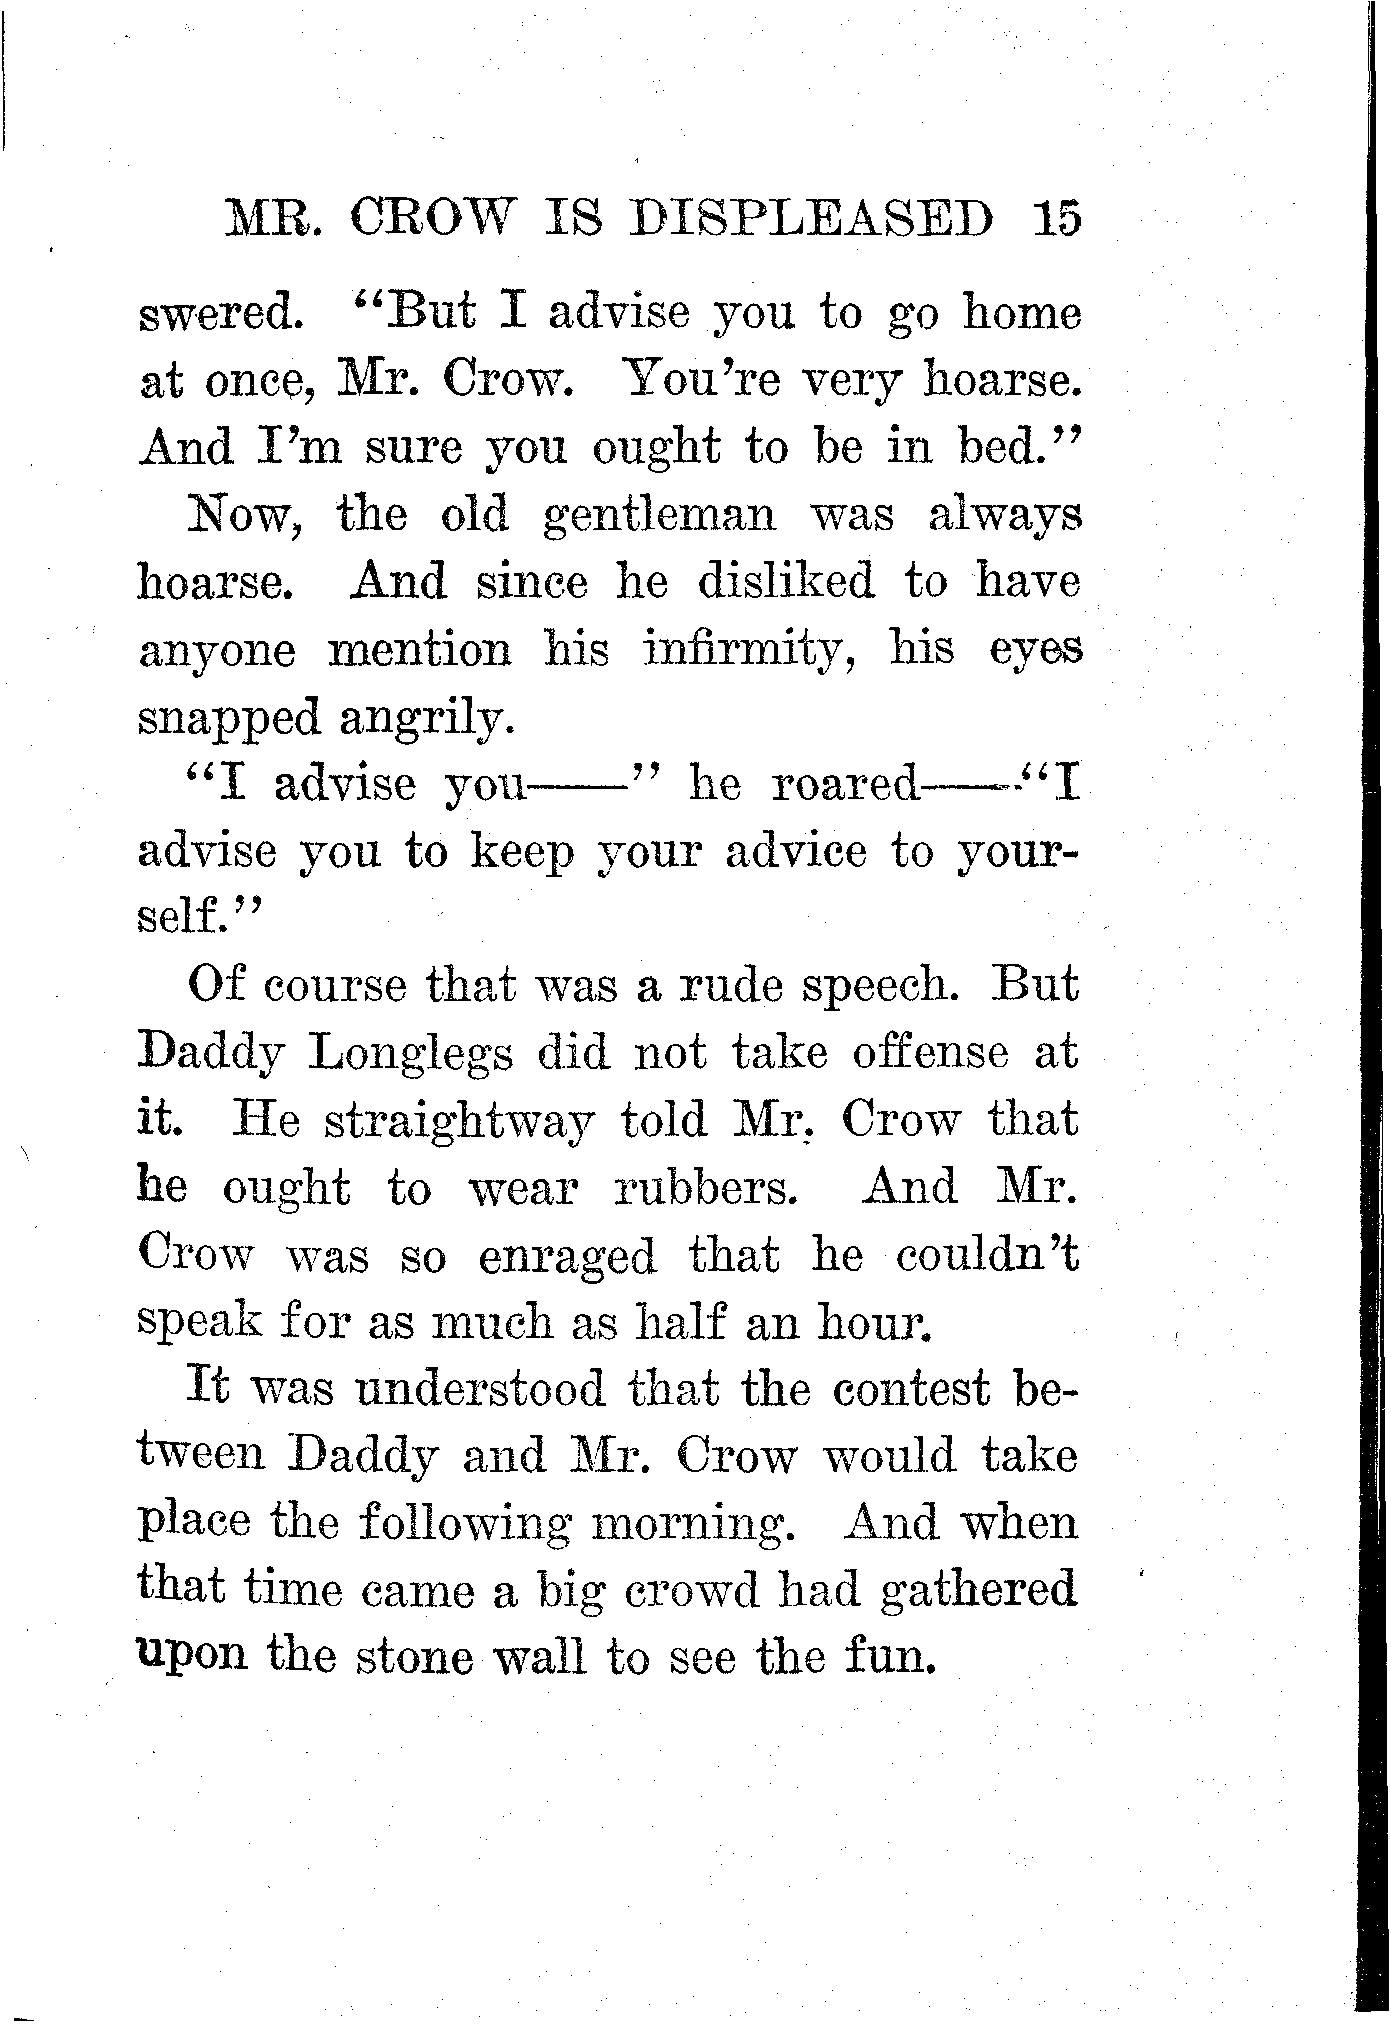 MR. CROW IS DISPLEASED 15
swered. "But I advise you to go home
at once, Mr. Crow. You're very hoarse.
And I'm sure you ought to be in bed."
Now, the old gentleman was always
hoarse. And since he disliked to have
anyone mention his infirmity, his eyes
snapped angrily.
"I advise you——" he roared——"I
advise you to keep your advice to your-
self."
Of course that was a rude speech. But
Daddy Longlegs did not take offense at
it. He straightway told Mr. Crow that
he ought to wear rubbers. And Mr.
Crow was so enraged that he couldn't
speak for as much as half an hour.
It was understood that the contest be-
tween Daddy and Mr. Crow would take
place the following morning. And when
that time came a big crowd had gathered
upon the stone wall to see the fun.